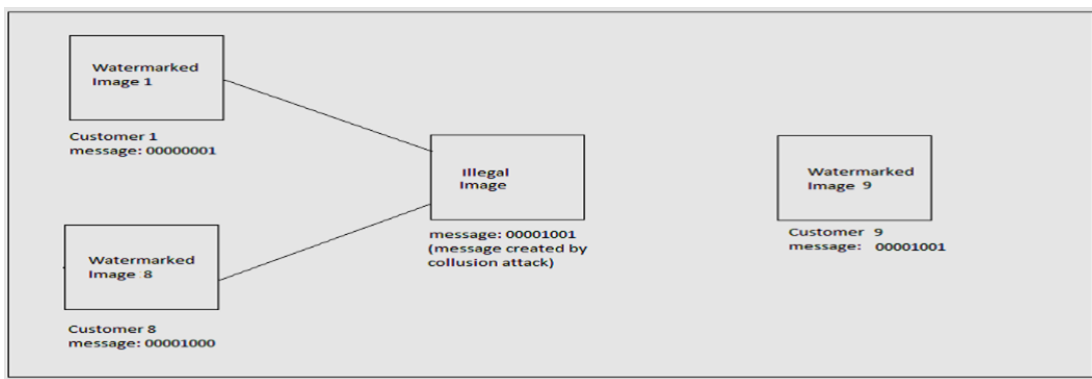 Watermarked
Image 1
Customer 1
message: 00000001
Watermarked
Image 8
Customer 8
message: 00001000
Illegal
Image
message: 00001001
(message created by
collusion attack)
Watermarked
Image 9
Customer 9
message: 00001001